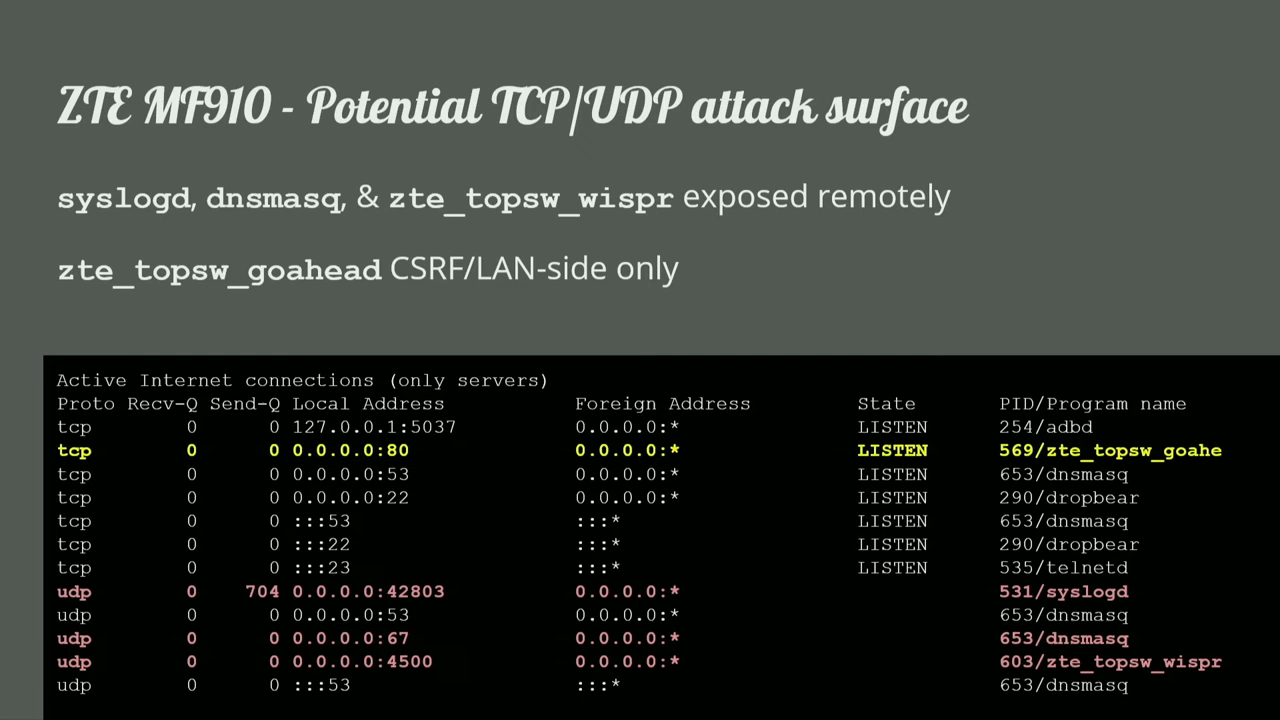 ZTE MF910 - Potential TCP/UDP attack surface
syslogd, dnsmasq, & zte_topsw_wispr exposed remotely
zte_topsw_goahead CSRF/LAN-side only
Active Internet connections (only servers)
Proto Recv-Q Send-Q Local Address           Foreign Address         State       PID/Program name
tcp        0      0 127.0.0.1:5037          0.0.0.0:*               LISTEN      254/adbd
tcp        0      0 0.0.0.0:80              0.0.0.0:*               LISTEN      569/zte_topsw_goahe
tcp        0      0 0.0.0.0:53              0.0.0.0:*               LISTEN      653/dnsmasq
tcp        0      0 0.0.0.0:22              0.0.0.0:*               LISTEN      290/dropbear
tcp        0      0 :::53                   :::*                    LISTEN      653/dnsmasq
tcp        0      0 :::22                   :::*                    LISTEN      290/dropbear
tcp        0      0 :::23                   :::*                    LISTEN      535/telnetd
udp        0    704 0.0.0.0:42803           0.0.0.0:*                           531/syslogd
udp        0      0 0.0.0.0:53              0.0.0.0:*                           653/dnsmasq
udp        0      0 0.0.0.0:67              0.0.0.0:*                           653/dnsmasq
udp        0      0 0.0.0.0:4500            0.0.0.0:*                           603/zte_topsw_wispr
udp        0      0 :::53                   :::*                                653/dnsmasq